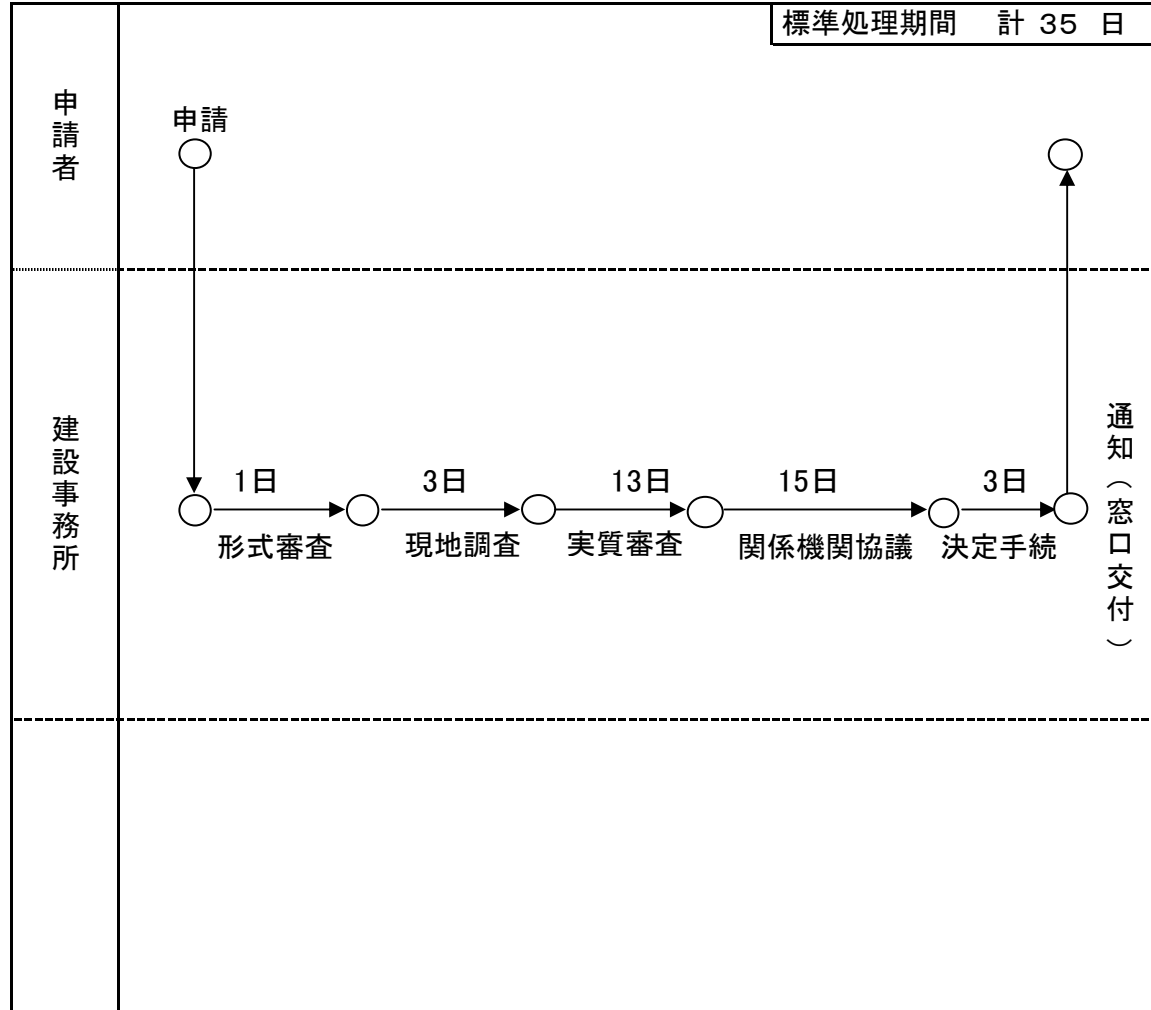 標準処理期間 計 35 日
申請者
申請
建設事務所
1日
3日
13日
15日
3日
形式審査
現地調査
実質審査
関係機関協議
決定手続
通知（窓口交付）